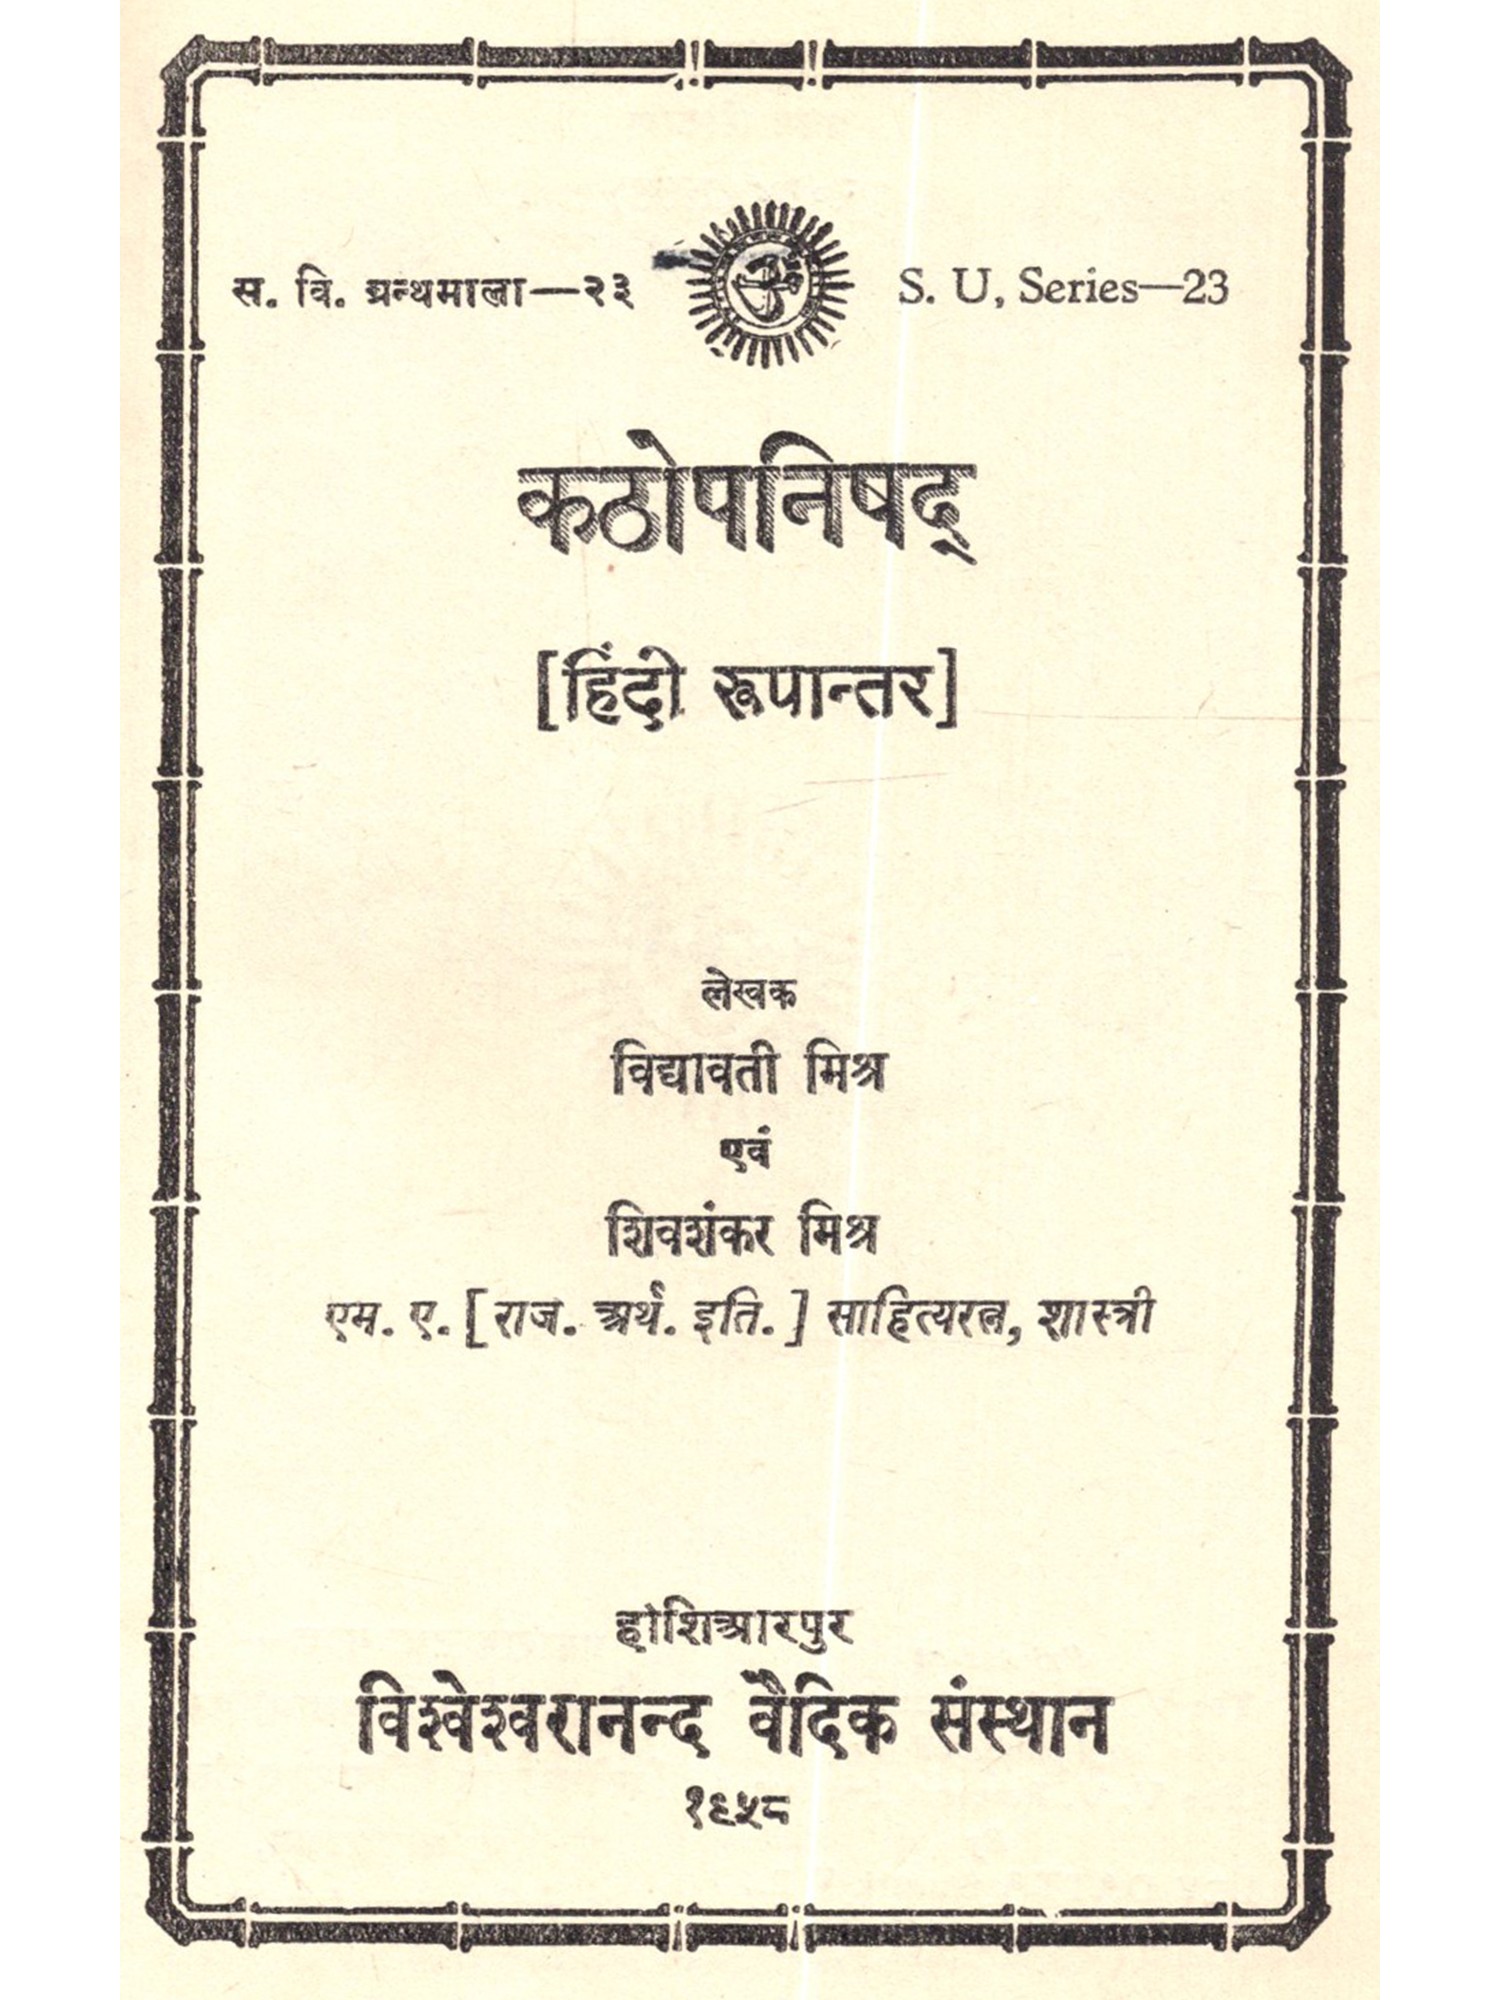 स. वि. ग्रन्थमाला—२३ S. U, Series—23
कठोपनिषद्
[हिंदी रूपान्तर]
लेखक
विद्यावती मिश्र
एवं
शिवशंकर मिश्र
एम. ए. [राज. अर्थ. इति.] साहित्यरत्न, शास्त्री
होशिआरपुर
विश्वेश्वरानन्द वैदिक संस्थान
१९५८